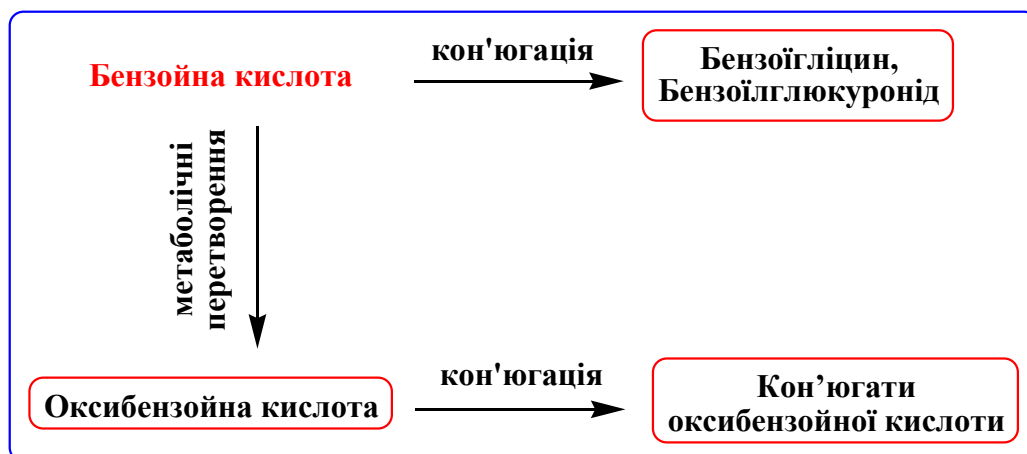 Бензойна кислота
кон'югація
Бензоїгліцин,
Бензоїлглюкуронід
метаболічні
перетворення
Оксибензойна кислота
кон'югація
Кон’югати
оксибензойної кислоти